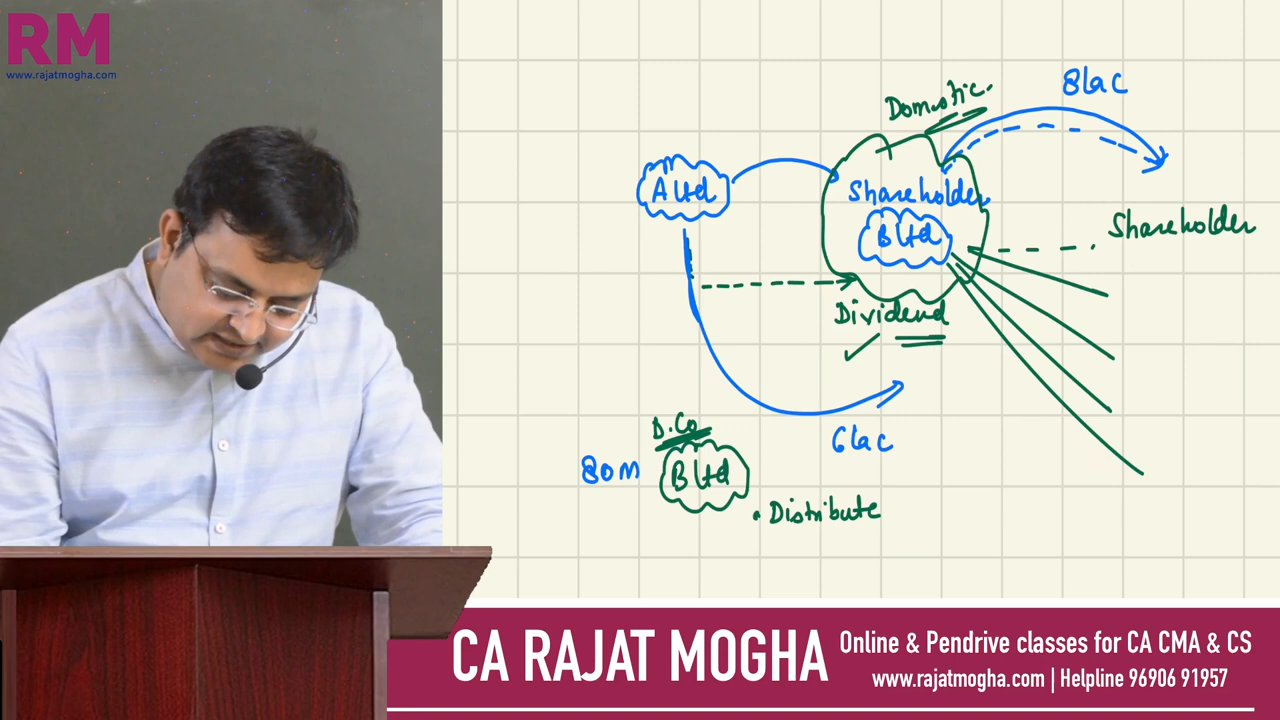 RM
www.rajatmogha.com
8lac
Domestic.
A Ltd
Shareholder
B Ltd
Shareholder
Dividend
6lac
D.Co
80M
B Ltd
. Distribute
CA RAJAT MOGHA
Online & Pendrive classes for CA CMA & CS
www.rajatmogha.com | Helpline 96906 91957